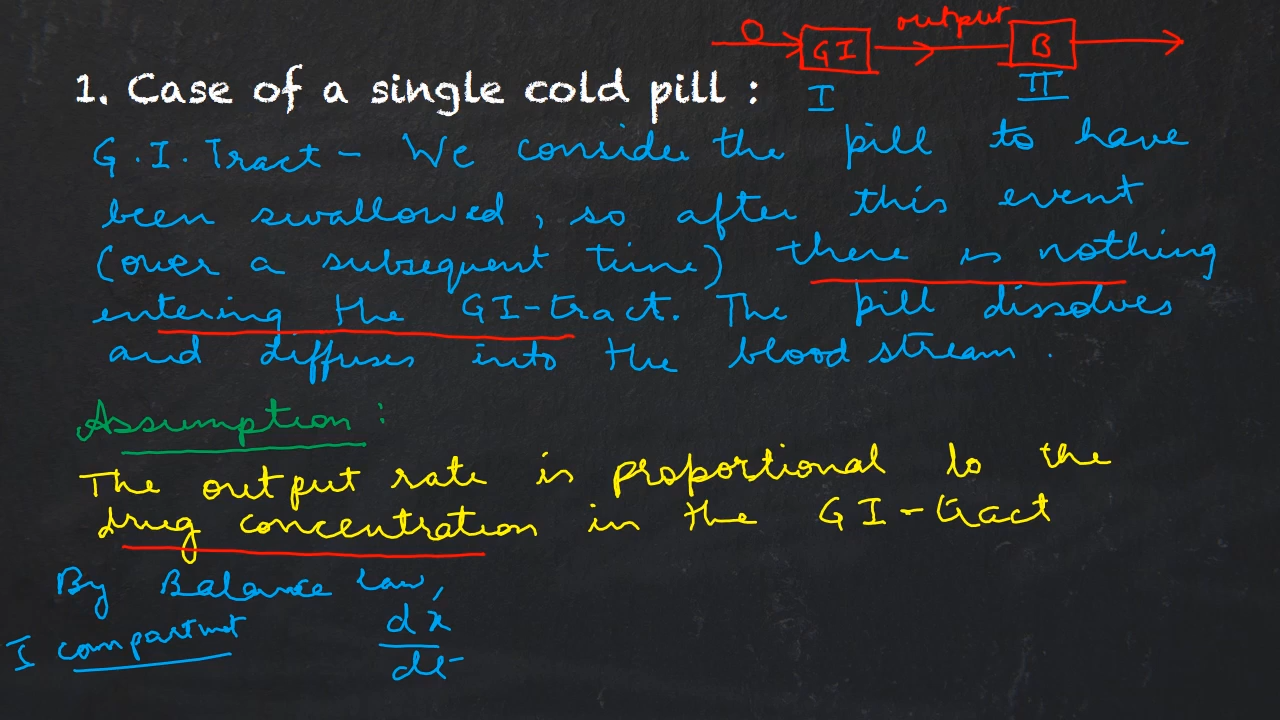 O GI output B
1. Case of a single cold pill :
I II
G.I. Tract - We consider the pill to have
been swallowed, so after this event
(over a subsequent time) there is nothing
entering the GI-tract. The pill dissolves
and diffuses into the blood stream.
Assumption :
The output rate is proportional to the
drug concentration in the GI-tract
By Balance law,
I compartmet dx/dt